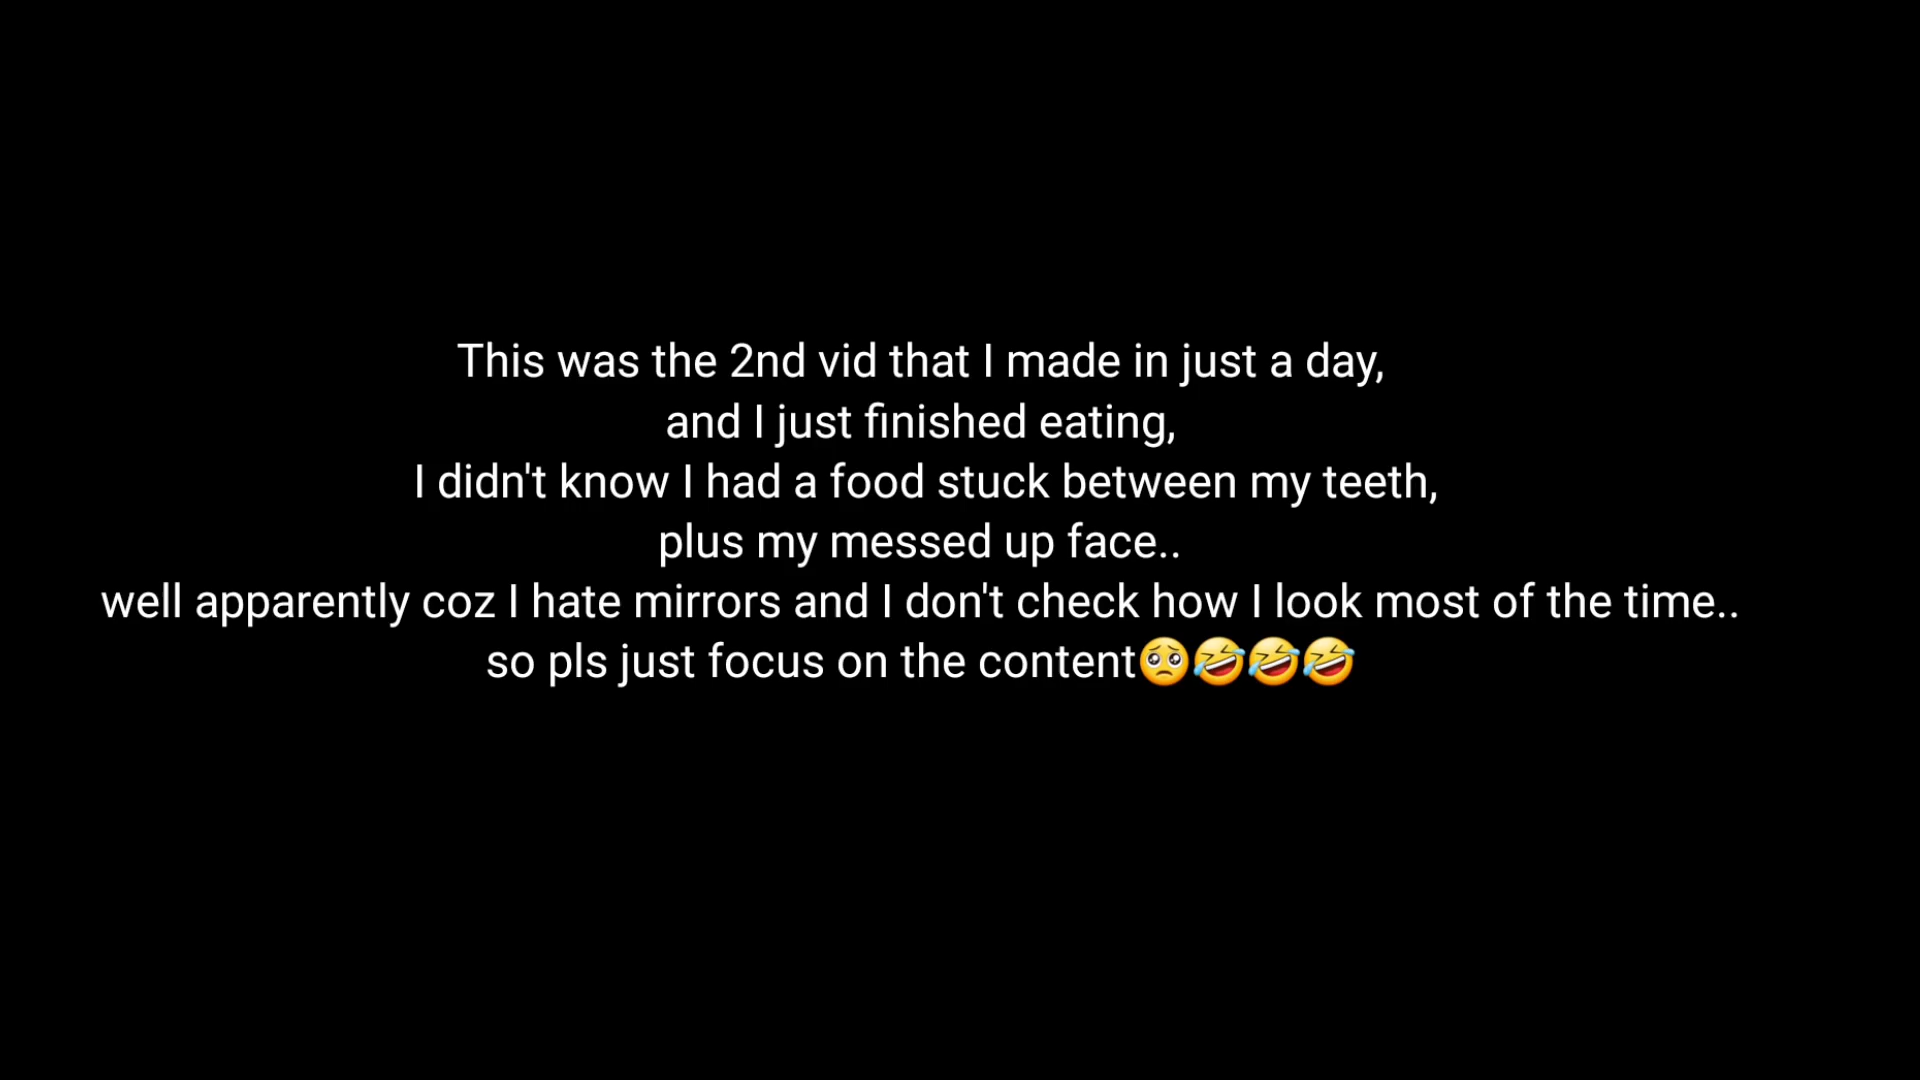 This was the 2nd vid that I made in just a day,
and I just finished eating,
I didn't know I had a food stuck between my teeth,
plus my messed up face..
well apparently coz I hate mirrors and I don't check how I look most of the time..
so pls just focus on the content🥺🤣🤣🤣